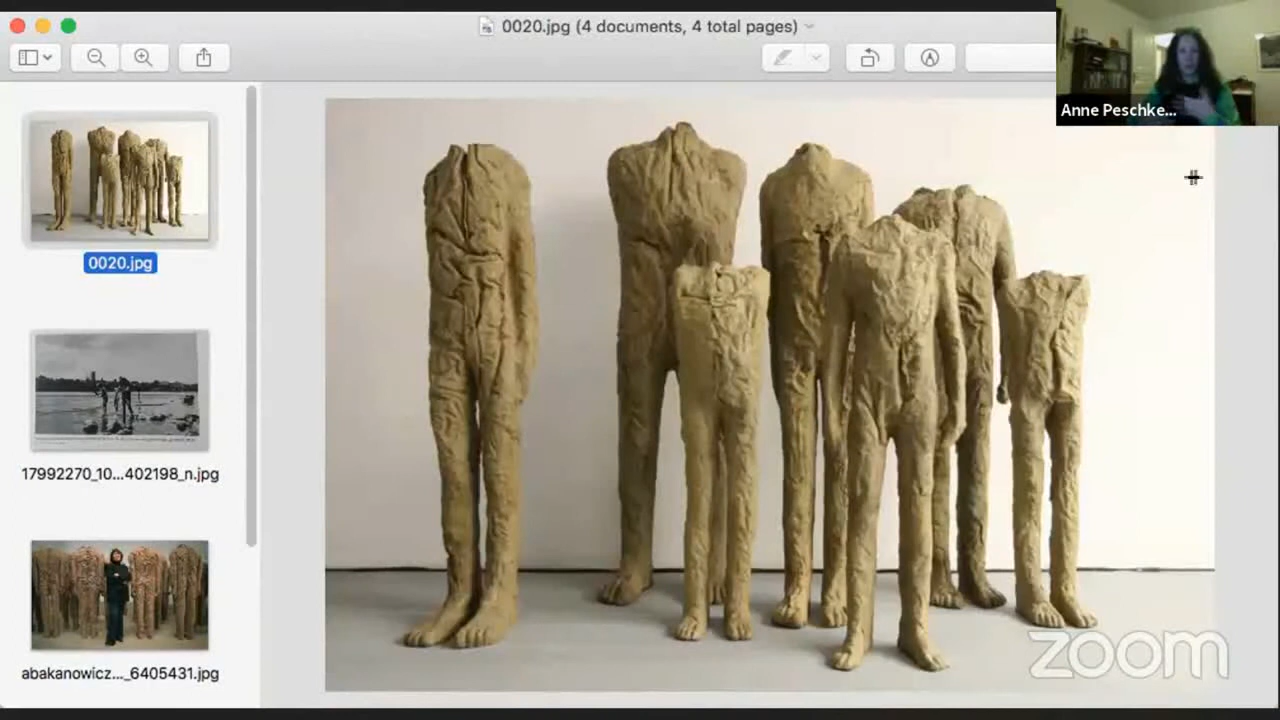 0020.jpg (4 documents, 4 total pages)
Anne Peschke...
0020.jpg
17992270_10...402198_n.jpg
abakanowicz..._6405431.jpg
zoom